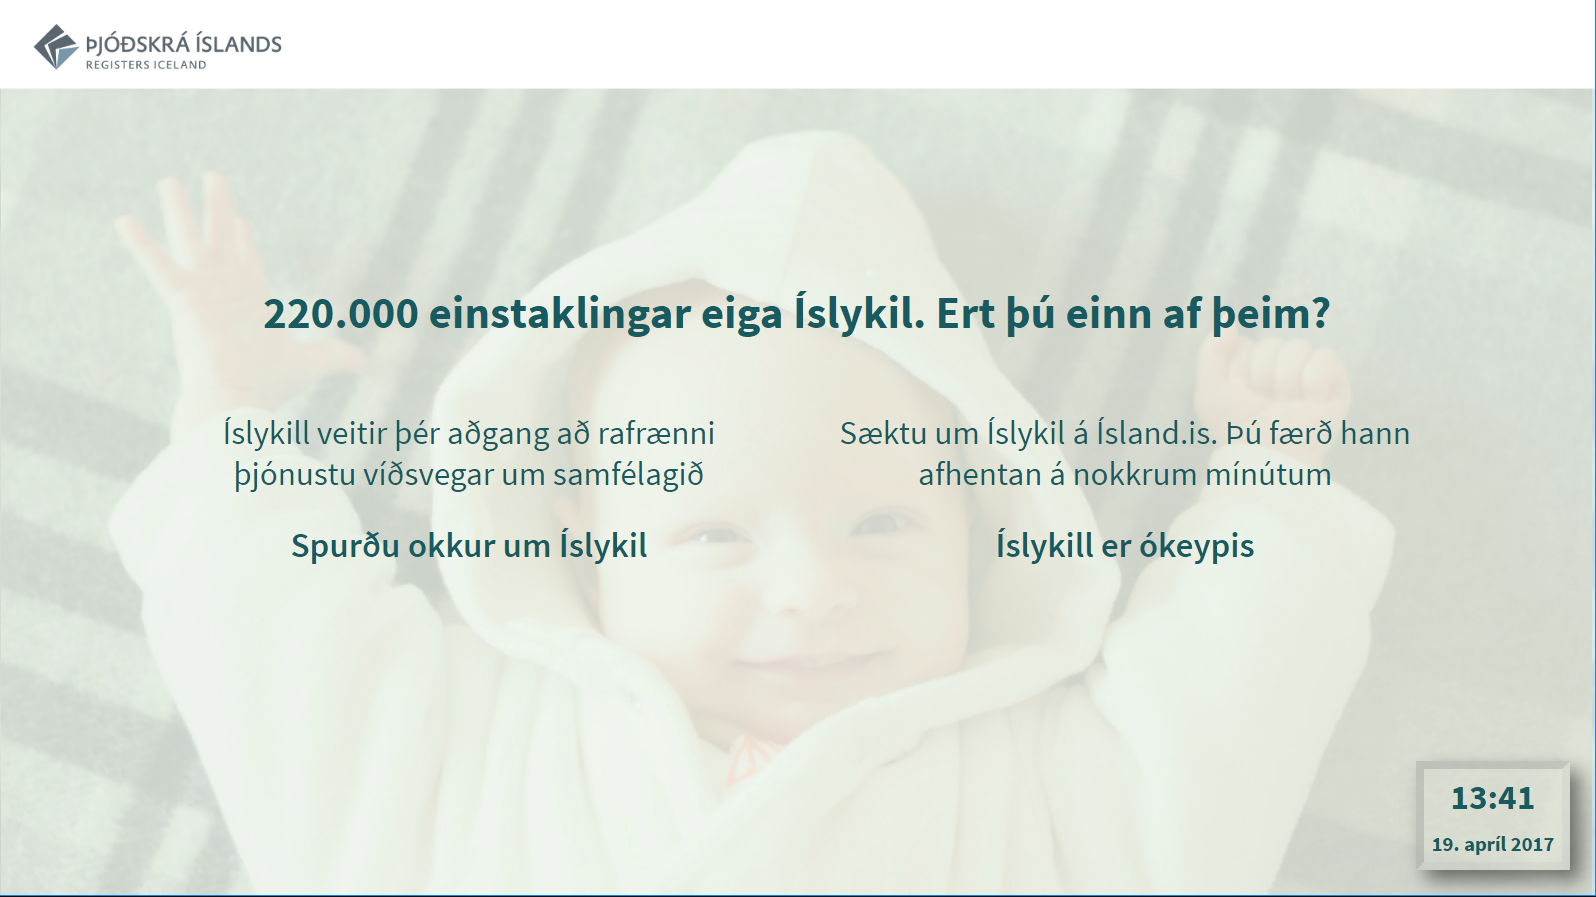 ÞJÓÐSKRÁ ÍSLANDS
REGISTERS ICELAND
220.000 einstaklingar eiga Íslykil. Ert þú einn af þeim?
Íslykill veitir þér aðgang að rafrænni
þjónustu víðsvegar um samfélagið
Spurðu okkur um Íslykil
Sæktu um Íslykil á Ísland.is. Þú færð hann
afhentan á nokkrum mínútum
Íslykill er ókeypis
13:41
19. apríl 2017